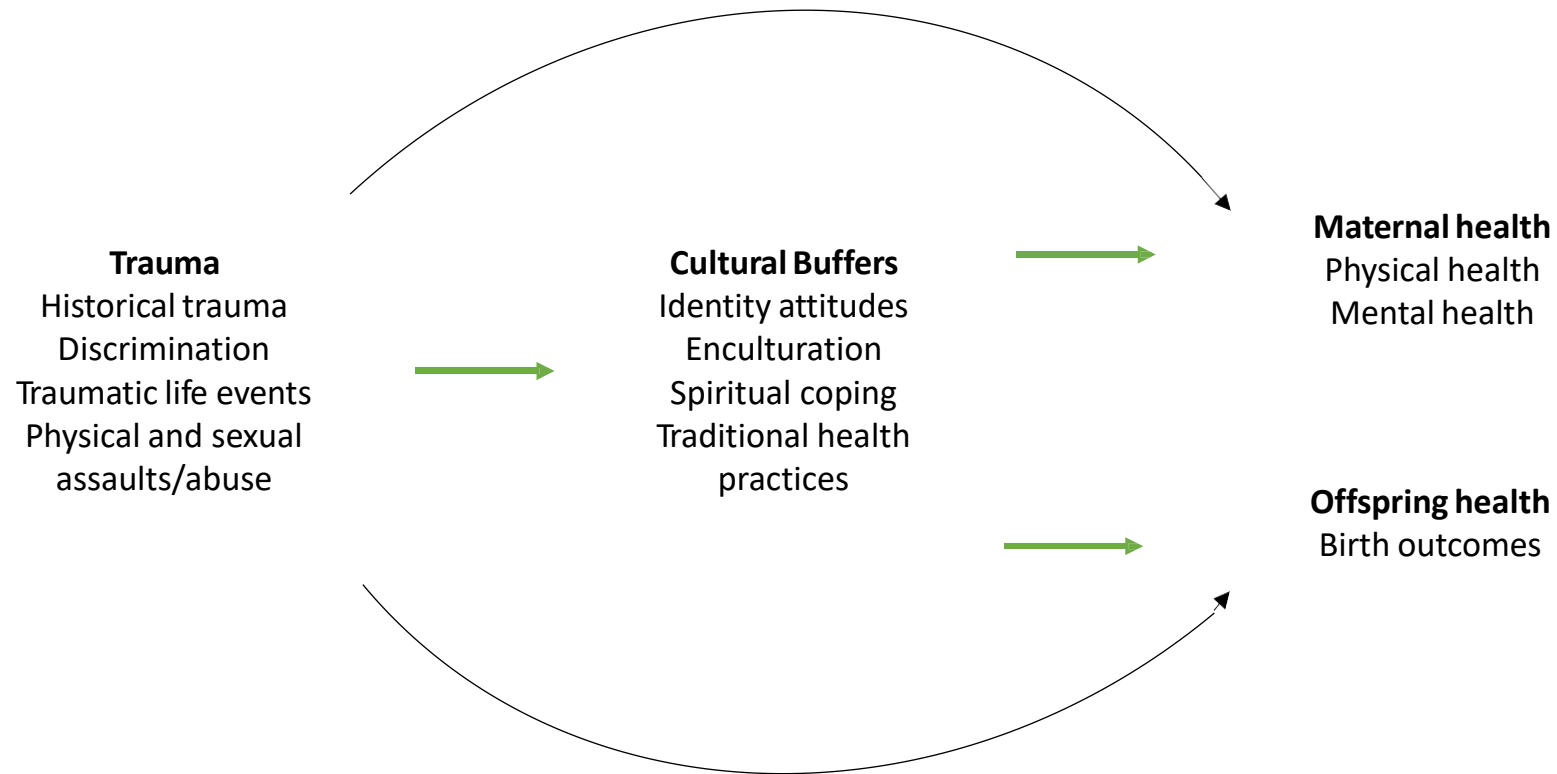 Trauma
Historical trauma
Discrimination
Traumatic life events
Physical and sexual
assaults/abuse
Cultural Buffers
Identity attitudes
Enculturation
Spiritual coping
Traditional health
practices
Maternal health
Physical health
Mental health
Offspring health
Birth outcomes